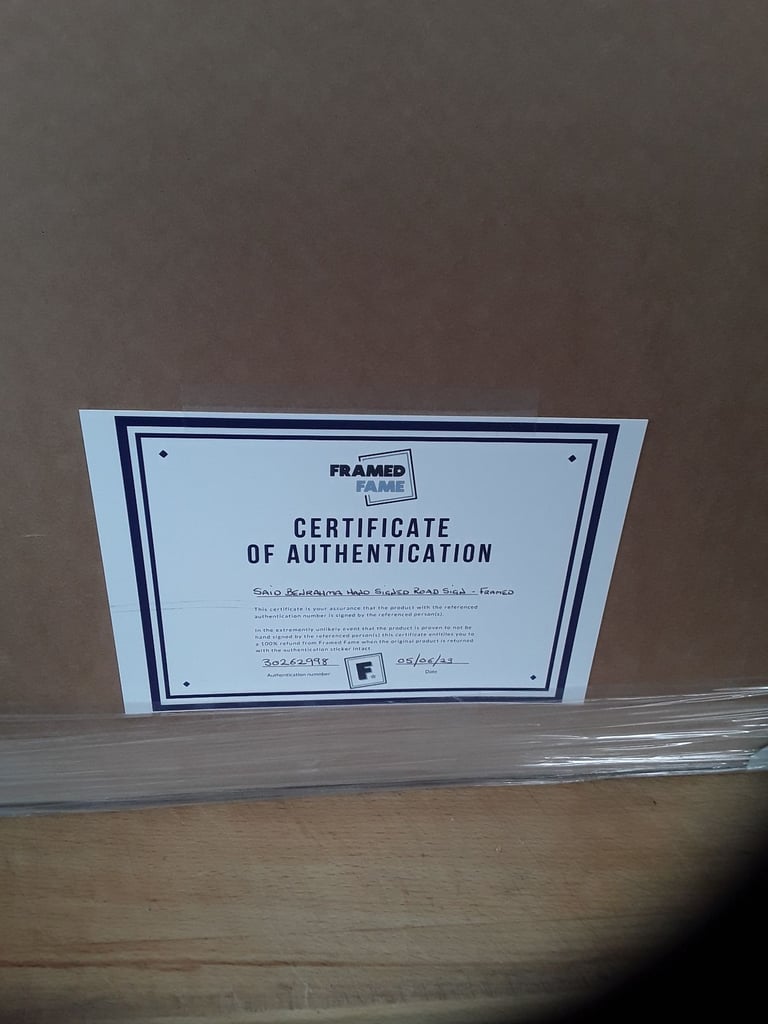 FRAMED
FAME
CERTIFICATE
OF AUTHENTICATION
SAID BENRAHMA HAND SIGNED ROAD SIGN - FRAMED
This certificate is your assurance that the product with the referenced
authentication number is signed by the referenced person(s).
In the extremely unlikely event that the product is proven to not be
hand signed by the referenced person(s) this certificate entitles you to
a 100% refund from Framed Fame when the original product is returned
with the authentication sticker intact.
30262998 F. 05/06/23
Authentication number Date